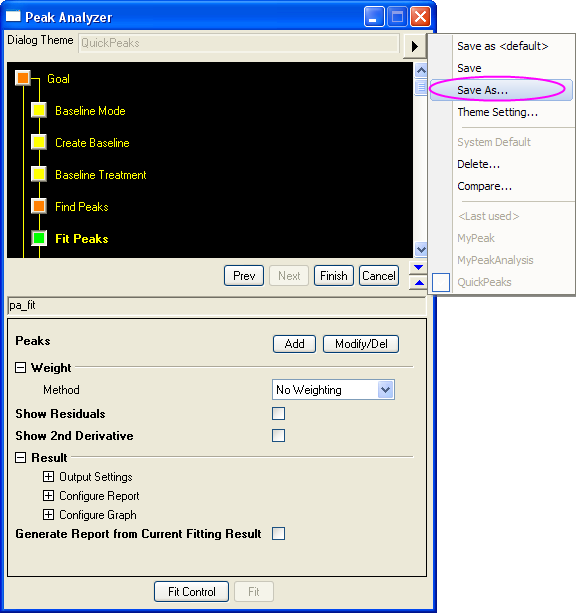 Peak Analyzer
Dialog Theme QuickPeaks
Goal
Baseline Mode
Create Baseline
Baseline Treatment
Find Peaks
Fit Peaks
Prev Next Finish Cancel
pa_fit
Peaks Add Modify/Del
Weight
Method No Weighting
Show Residuals
Show 2nd Derivative
Result
Output Settings
Configure Report
Configure Graph
Generate Report from Current Fitting Result
Fit Control Fit
Save as <default>
Save
Save As...
Theme Setting...
System Default
Delete...
Compare...
<Last used>
MyPeak
MyPeakAnalysis
QuickPeaks